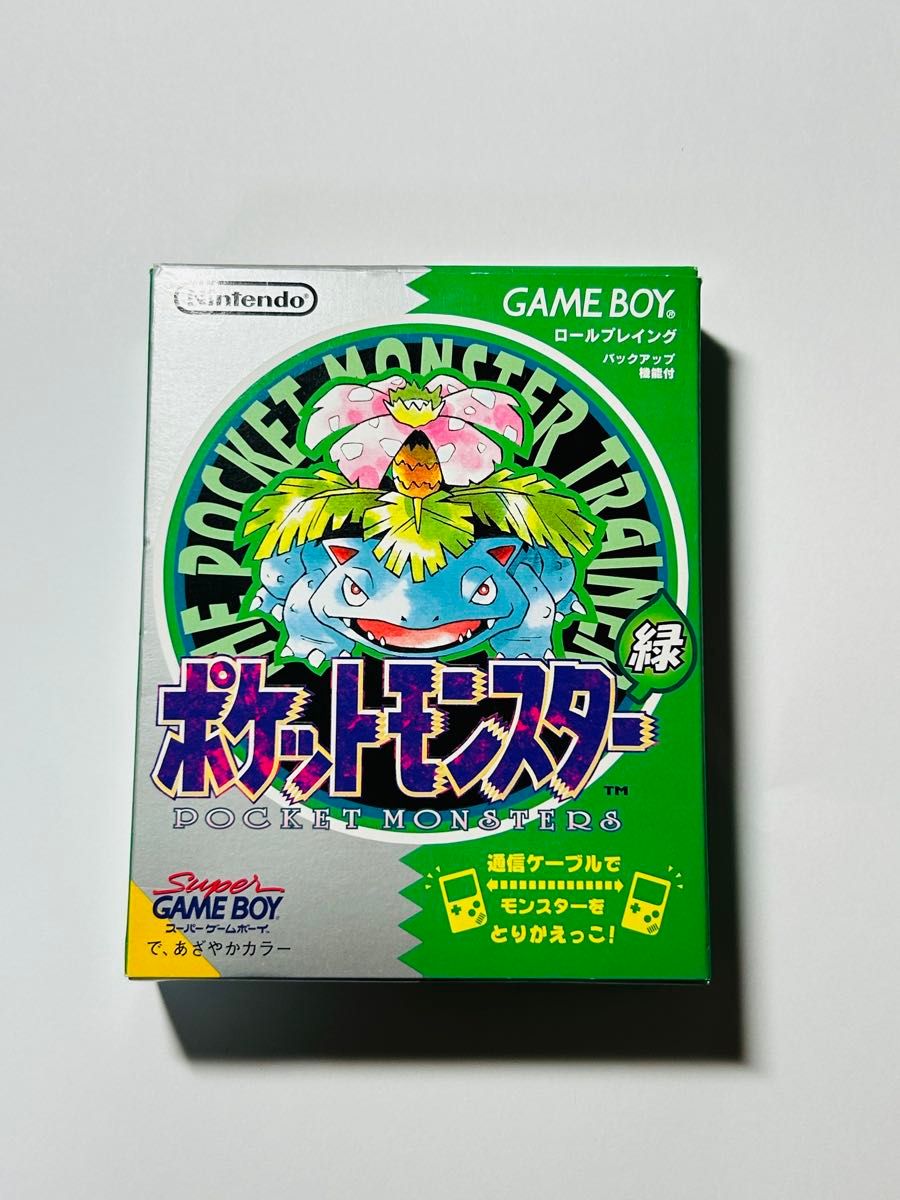 Nintendo®
GAME BOY®
ロールプレイング
バックアップ
機能付
THE POCKET MONSTER TRAINER
緑
ポケットモンスター
TM
POCKET MONSTERS
Super
GAME BOY®
スーパーゲームボーイ
で、あざやかカラー
通信ケーブルで
モンスターを
とりかえっこ!